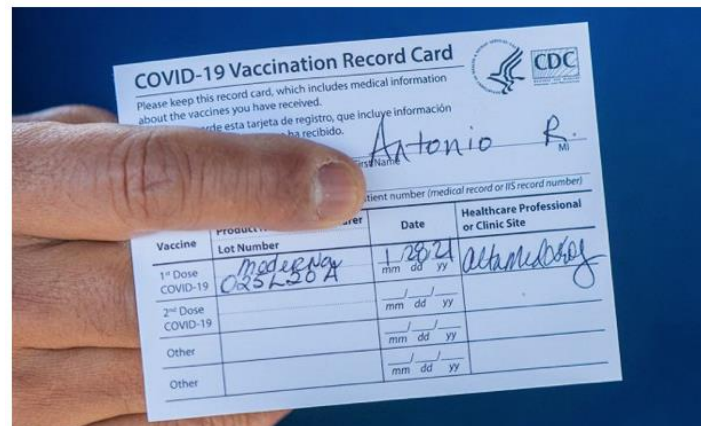 COVID-19 Vaccination Record Card
CDC
Please keep this record card, which includes medical information
about the vaccines you have received.
esta tarjeta de registro, que incluye información
ha recibido.
Antonio R.
First Name MI
number (medical record or IIS record number)
Vaccine
Lot Number
Date
Healthcare Professional
or Clinic Site
1st Dose
COVID-19
Moderna
025L20A
1 28 21
mm dd yy
2nd Dose
COVID-19
mm dd yy
Other
mm dd yy
Other
mm dd yy